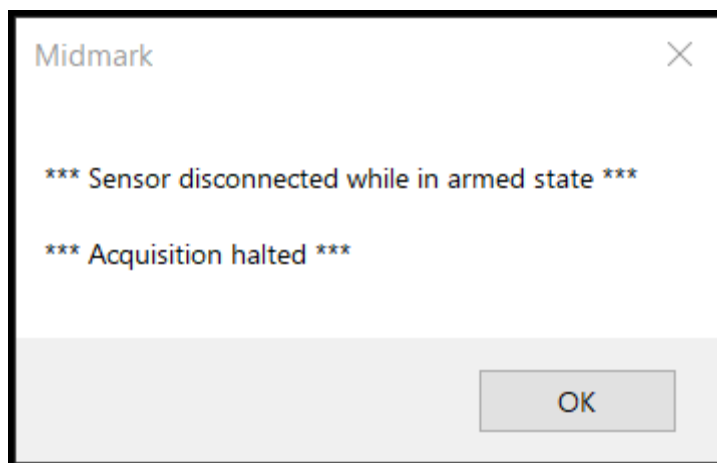 Midmark
*** Sensor disconnected while in armed state ***
*** Acquisition halted ***
OK